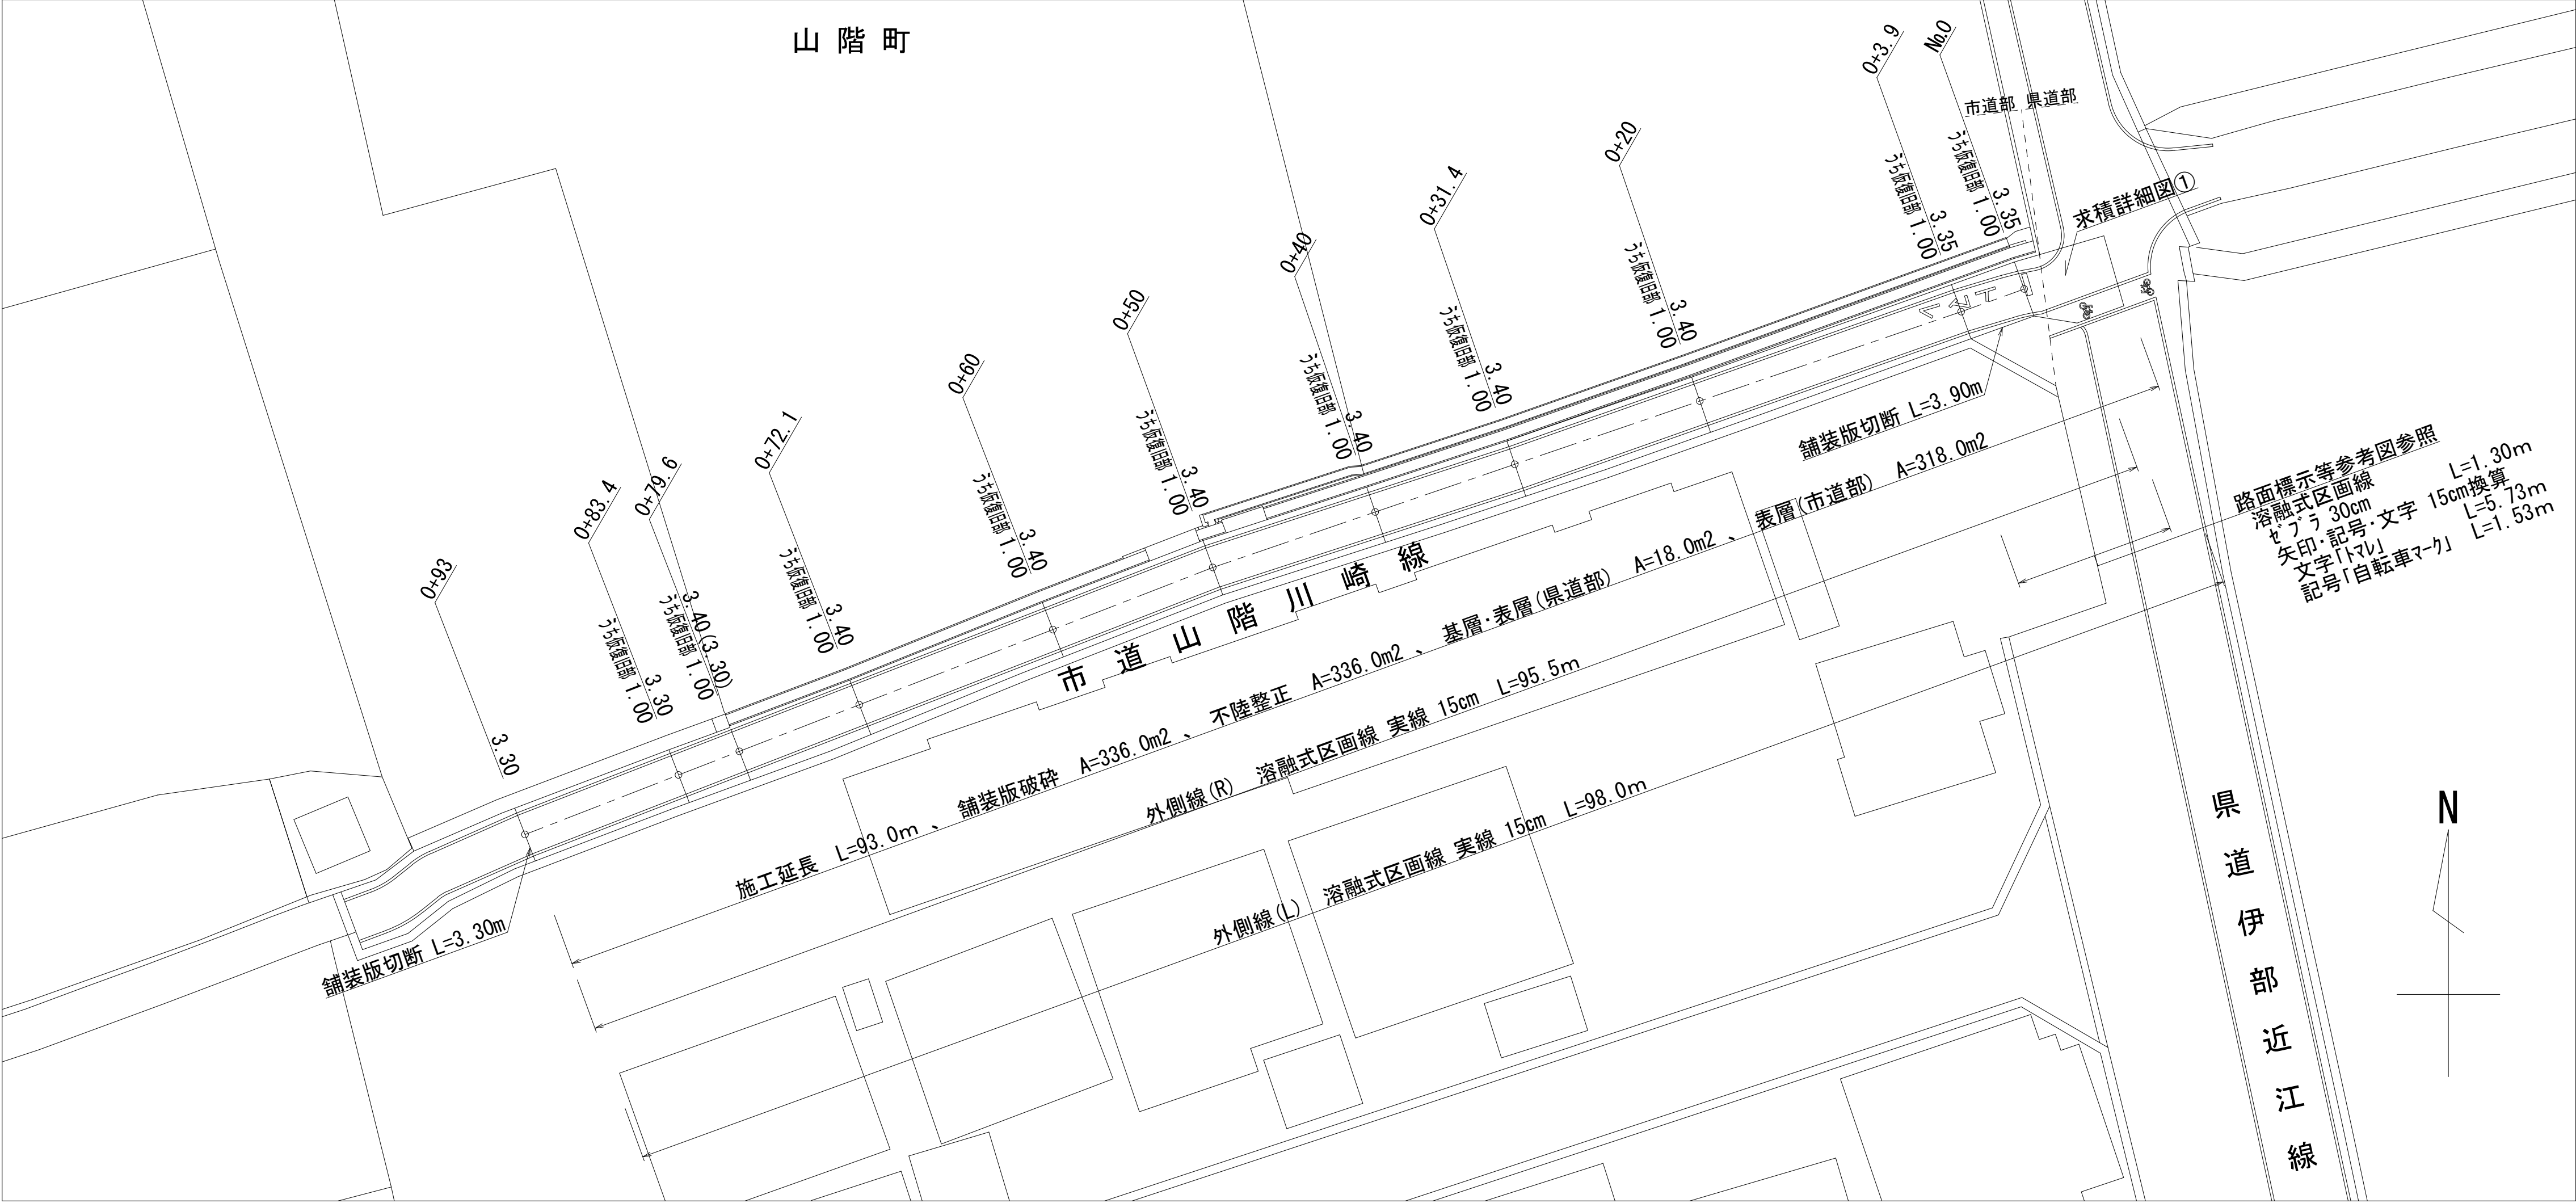 山階町
0+3.9
うち仮復旧部 1.00
3.35
No.0
うち仮復旧部 1.00
3.35
市道部 県道部
求積詳細図①
0+20
うち仮復旧部 1.00
3.40
0+31.4
うち仮復旧部 1.00
3.40
0+40
うち仮復旧部 1.00
3.40
0+50
うち仮復旧部 1.00
3.40
0+60
うち仮復旧部 1.00
3.40
0+72.1
うち仮復旧部 1.00
3.40
0+79.6
うち仮復旧部 1.00
3.40(3.30)
0+83.4
うち仮復旧部 1.00
3.30
0+93
3.30
トマレ
舗装版切断 L=3.90m
舗装版切断 L=3.30m
市道山階川崎線
施工延長 L=93.0m 、 舗装版破砕 A=336.0m2 、 不陸整正 A=336.0m2 、 基層・表層(県道部) A=18.0m2 、 表層(市道部) A=318.0m2
外側線(R) 溶融式区画線 実線 15cm L=95.5m
外側線(L) 溶融式区画線 実線 15cm L=98.0m
路面標示等参考図参照
溶融式区画線
ゼブラ 30cm L=1.30m
矢印・記号・文字 15cm換算
文字「トマレ」 L=5.73m
記号「自転車マーク」 L=1.53m
県道伊部近江線
N